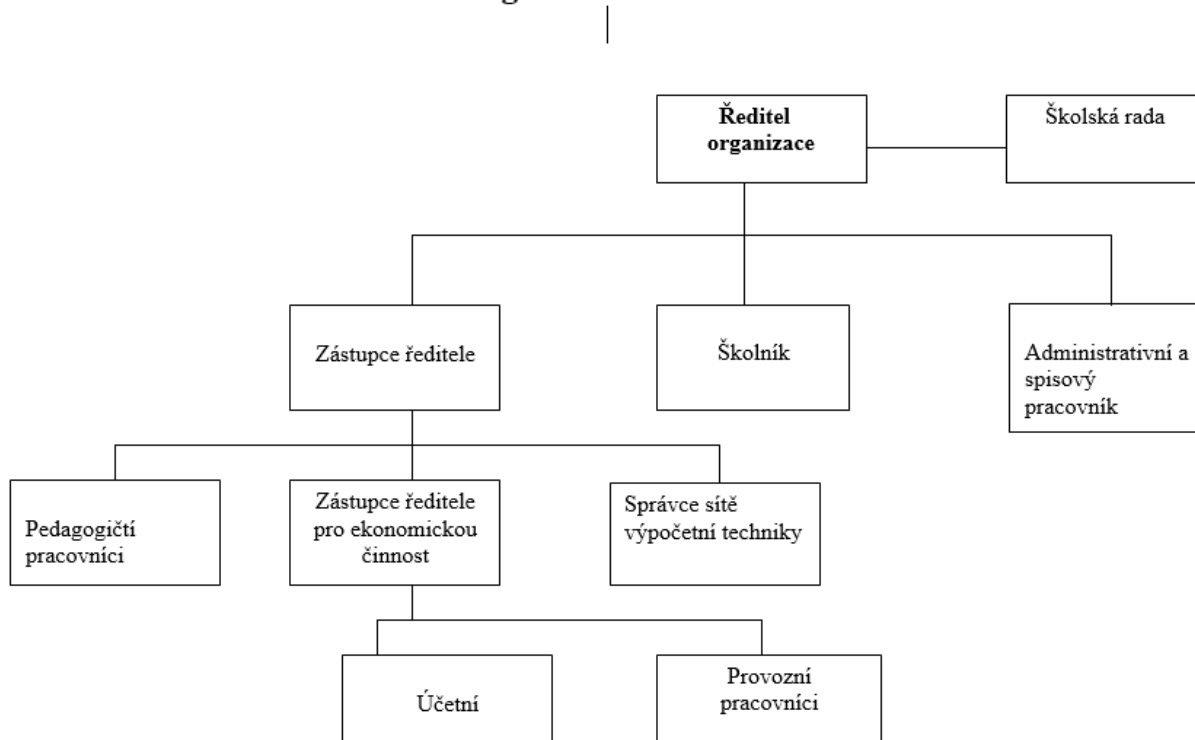 Ředitel
organizace
Školská rada
Zástupce ředitele
Školník
Administrativní a
spisový
pracovník
Pedagogičtí
pracovníci
Zástupce ředitele
pro ekonomickou
činnost
Správce sítě
výpočetní techniky
Účetní
Provozní
pracovníci